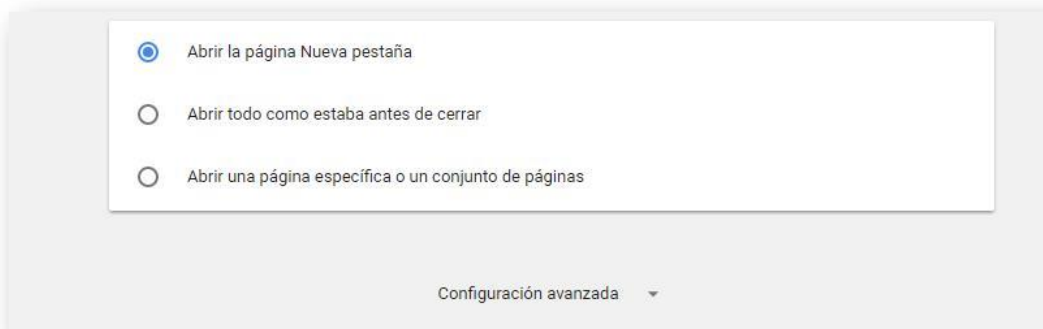 Abrir la página Nueva pestaña
Abrir todo como estaba antes de cerrar
Abrir una página específica o un conjunto de páginas
Configuración avanzada